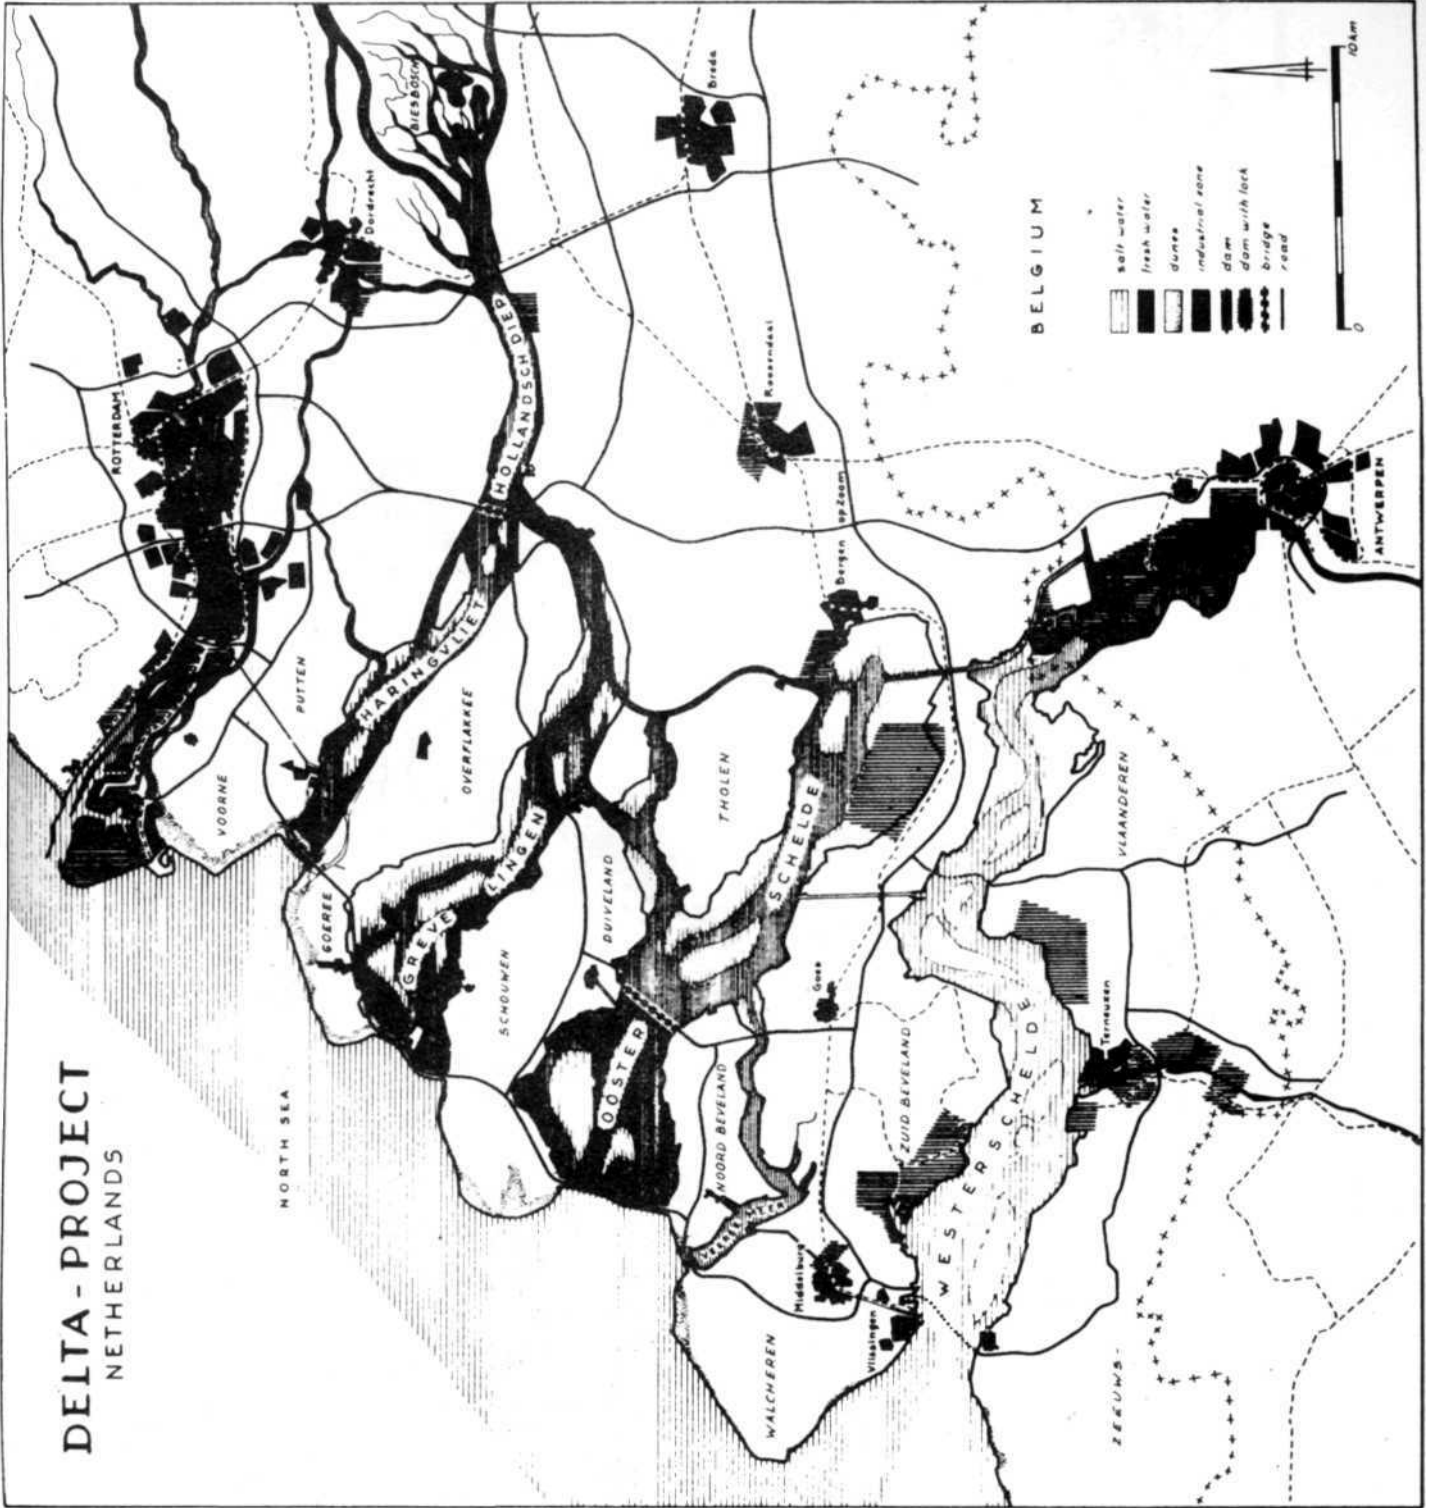 DELTA-PROJECT
NETHERLANDS
NORTH SEA
ROTTERDAM
Dordrecht
BIESBOSCH
Breda
HOLLANDSCH DIEP
Roosendaal
VOORNE
PUTTEN
HARINGVLIET
OVERFLAKKEE
GOEREE
GREVELINGEN
SCHOUWEN
DUIVELAND
THOLEN
Bergen op Zoom
OOSTER SCHELDE
NOORD BEVELAND
VEERSE MEER
Goes
ZUID BEVELAND
Middelburg
Vlissingen
WALCHEREN
WESTERSCHELDE
Terneuzen
ZEEUWS-
VLAANDEREN
ANTWERPEN
BELGIUM
salt water
fresh water
dunes
industrial zone
dam
dam with lock
bridge
road
0
10km